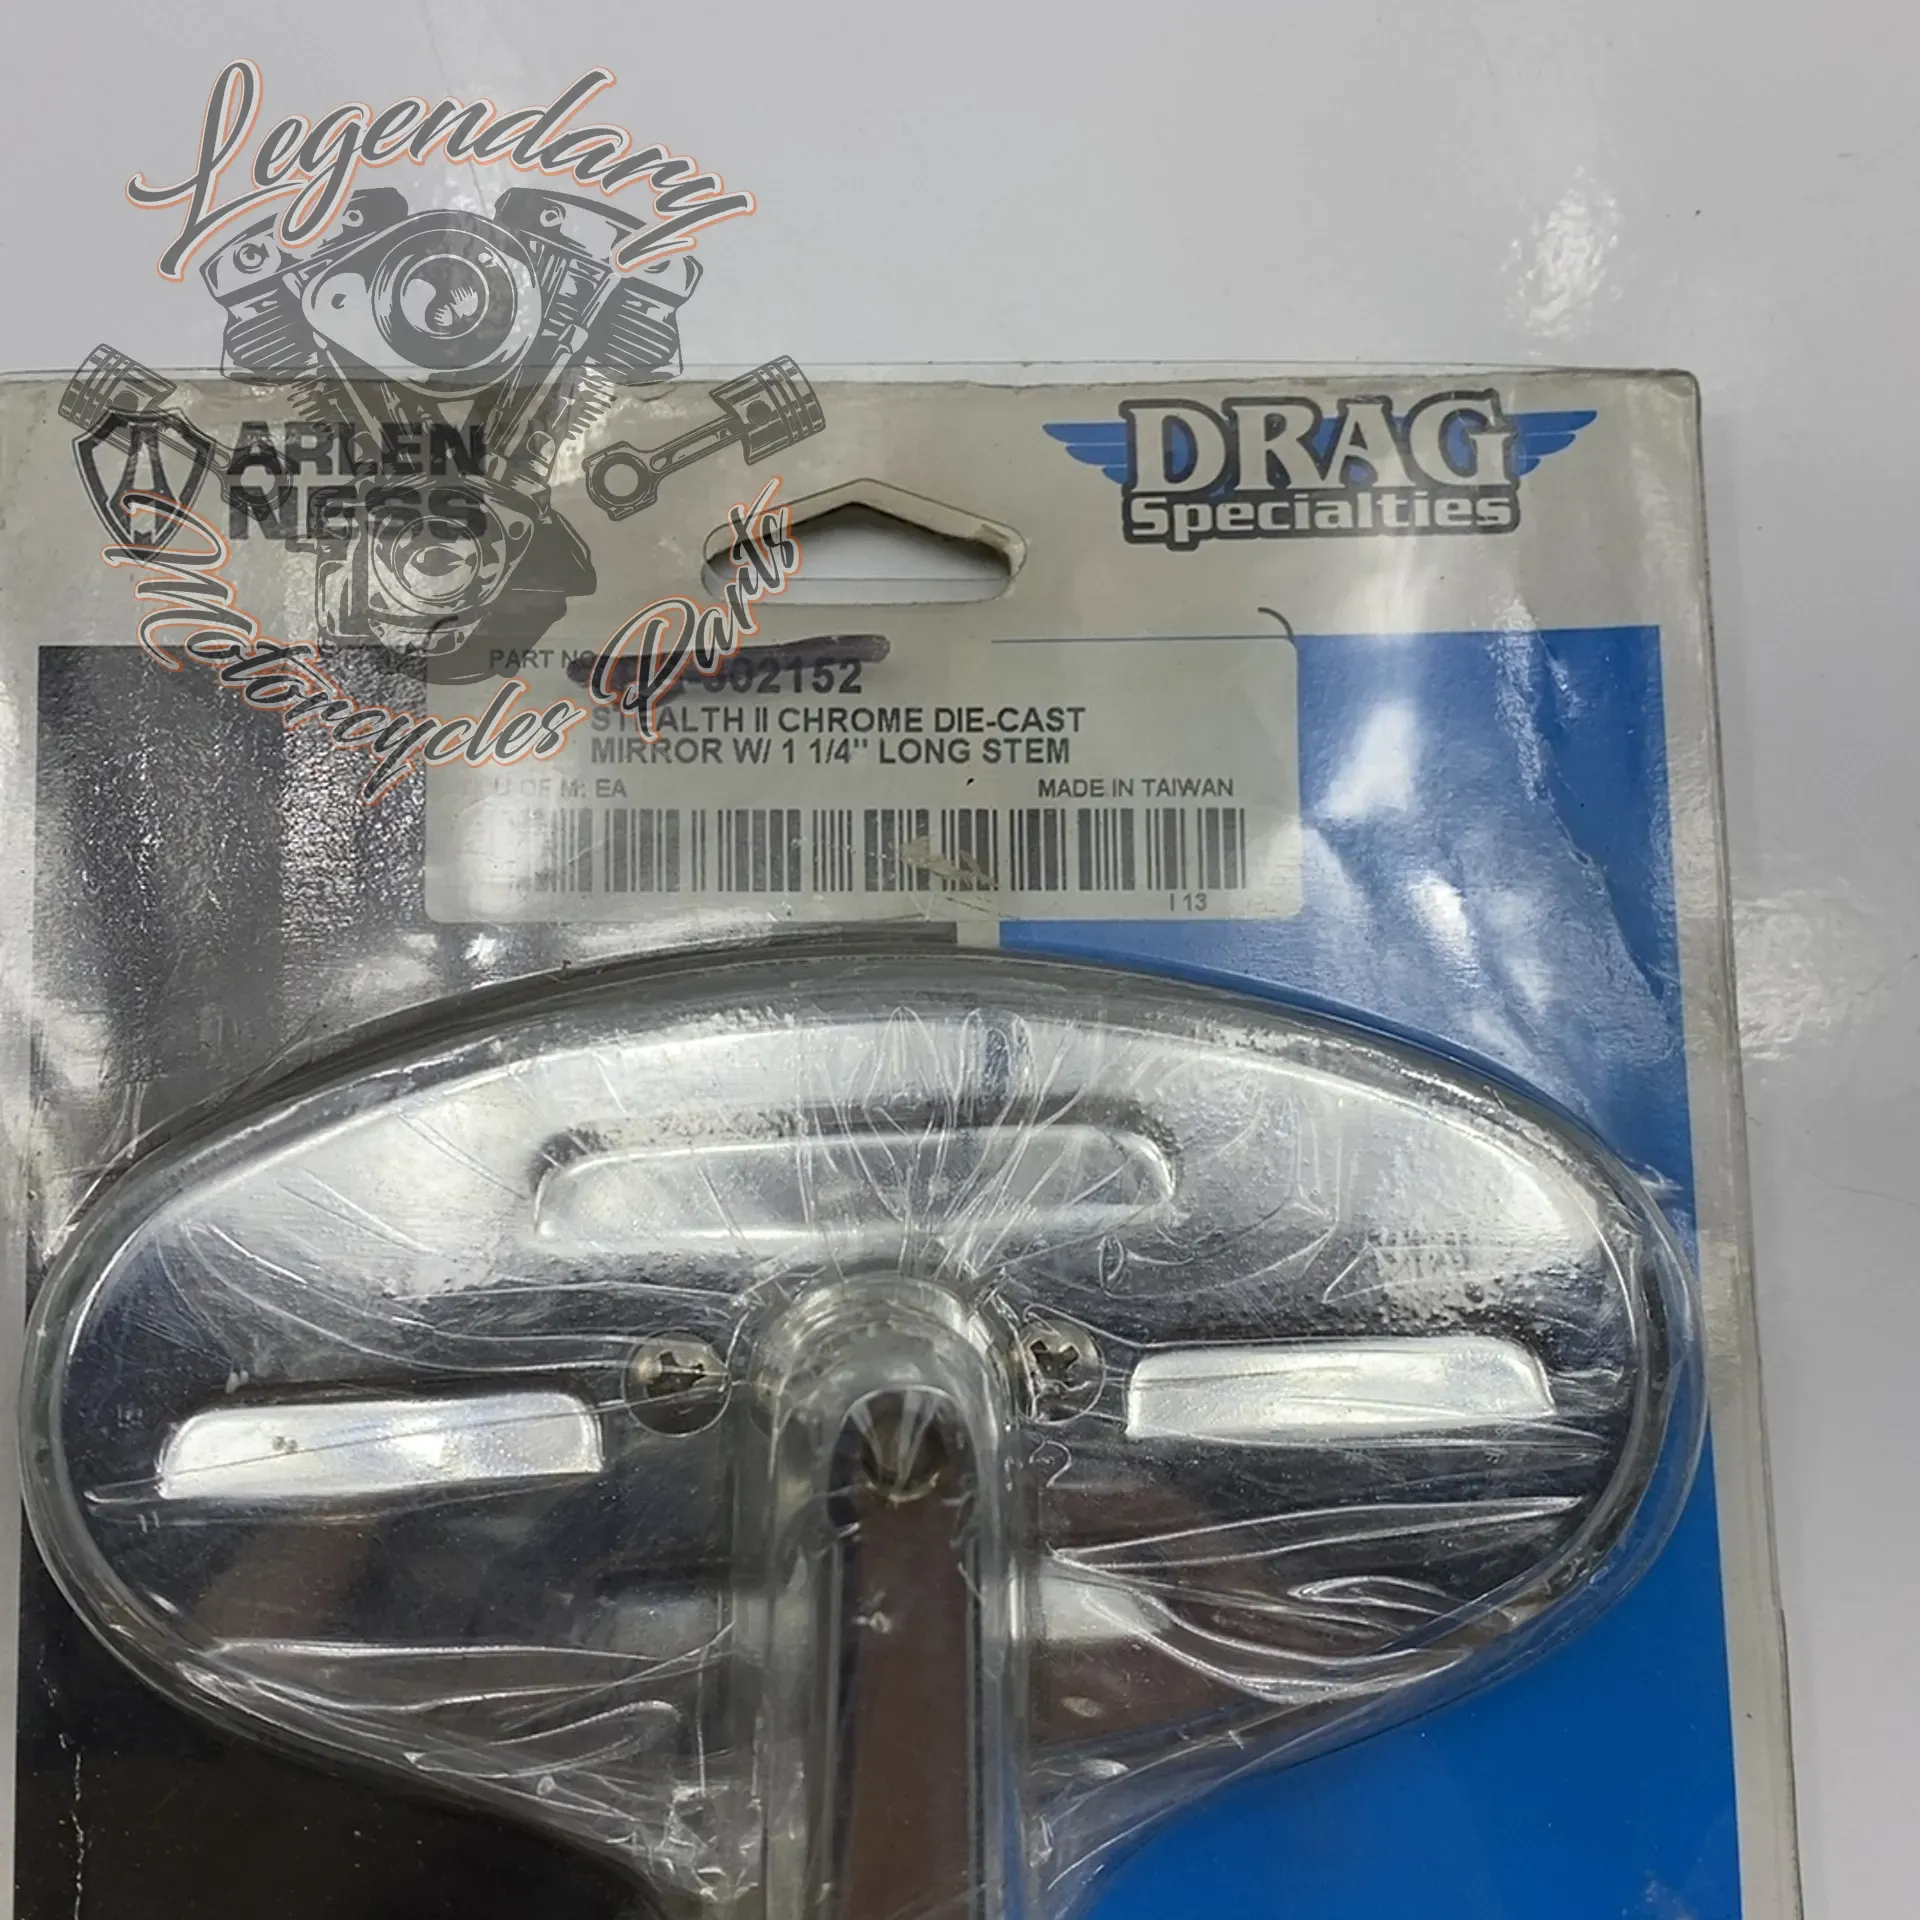 Legendary
ARLEN
NESS
Motorcycles Parts
DRAG
Specialties
PART NO.
002152
STEALTH II CHROME DIE-CAST
MIRROR W/ 1 1/4" LONG STEM
U OF M: EA
MADE IN TAIWAN
I 13